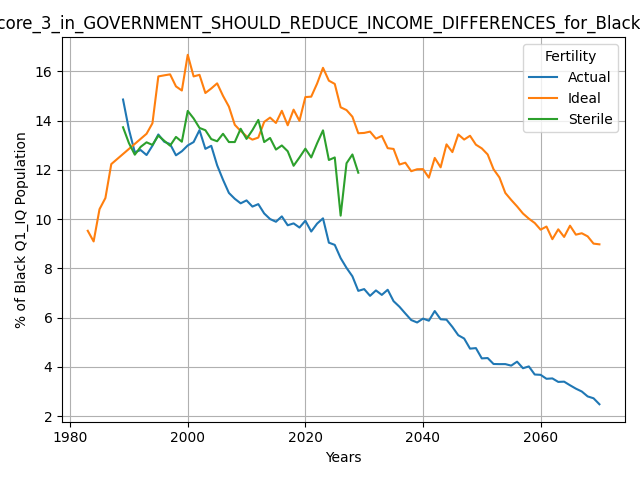 core_3_in_GOVERNMENT_SHOULD_REDUCE_INCOME_DIFFERENCES_for_Black
Fertility
Actual
Ideal
Sterile
16
14
12
10
8
6
4
2
% of Black Q1_IQ Population
1980
2000
2020
2040
2060
Years